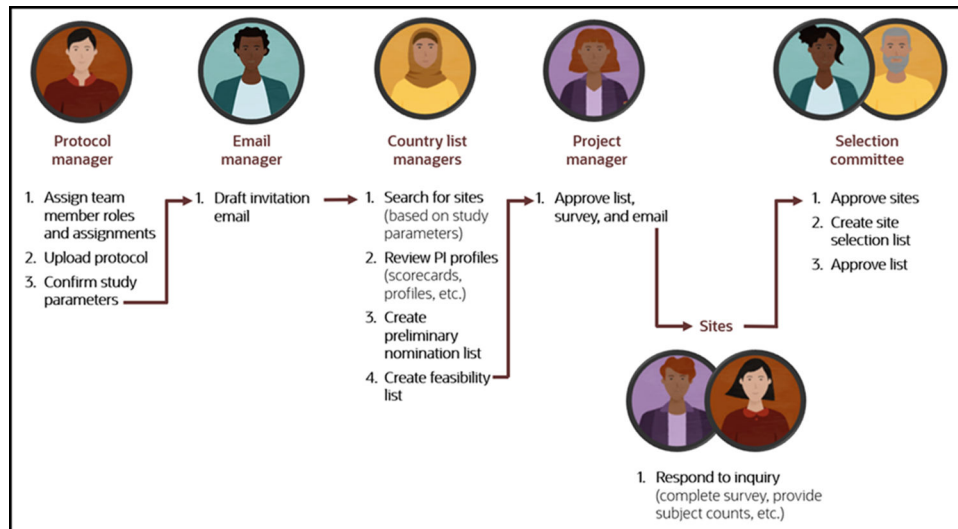 Protocol
manager
1. Assign team
member roles
and assignments
2. Upload protocol
3. Confirm study
parameters
Email
manager
1. Draft invitation
email
Country list
managers
1. Search for sites
(based on study
parameters)
2. Review PI profiles
(scorecards,
profiles, etc.)
3. Create
preliminary
nomination list
4. Create feasibility
list
Project
manager
1. Approve list,
survey, and email
Sites
1. Respond to inquiry
(complete survey, provide
subject counts, etc.)
Selection
committee
1. Approve sites
2. Create site
selection list
3. Approve list